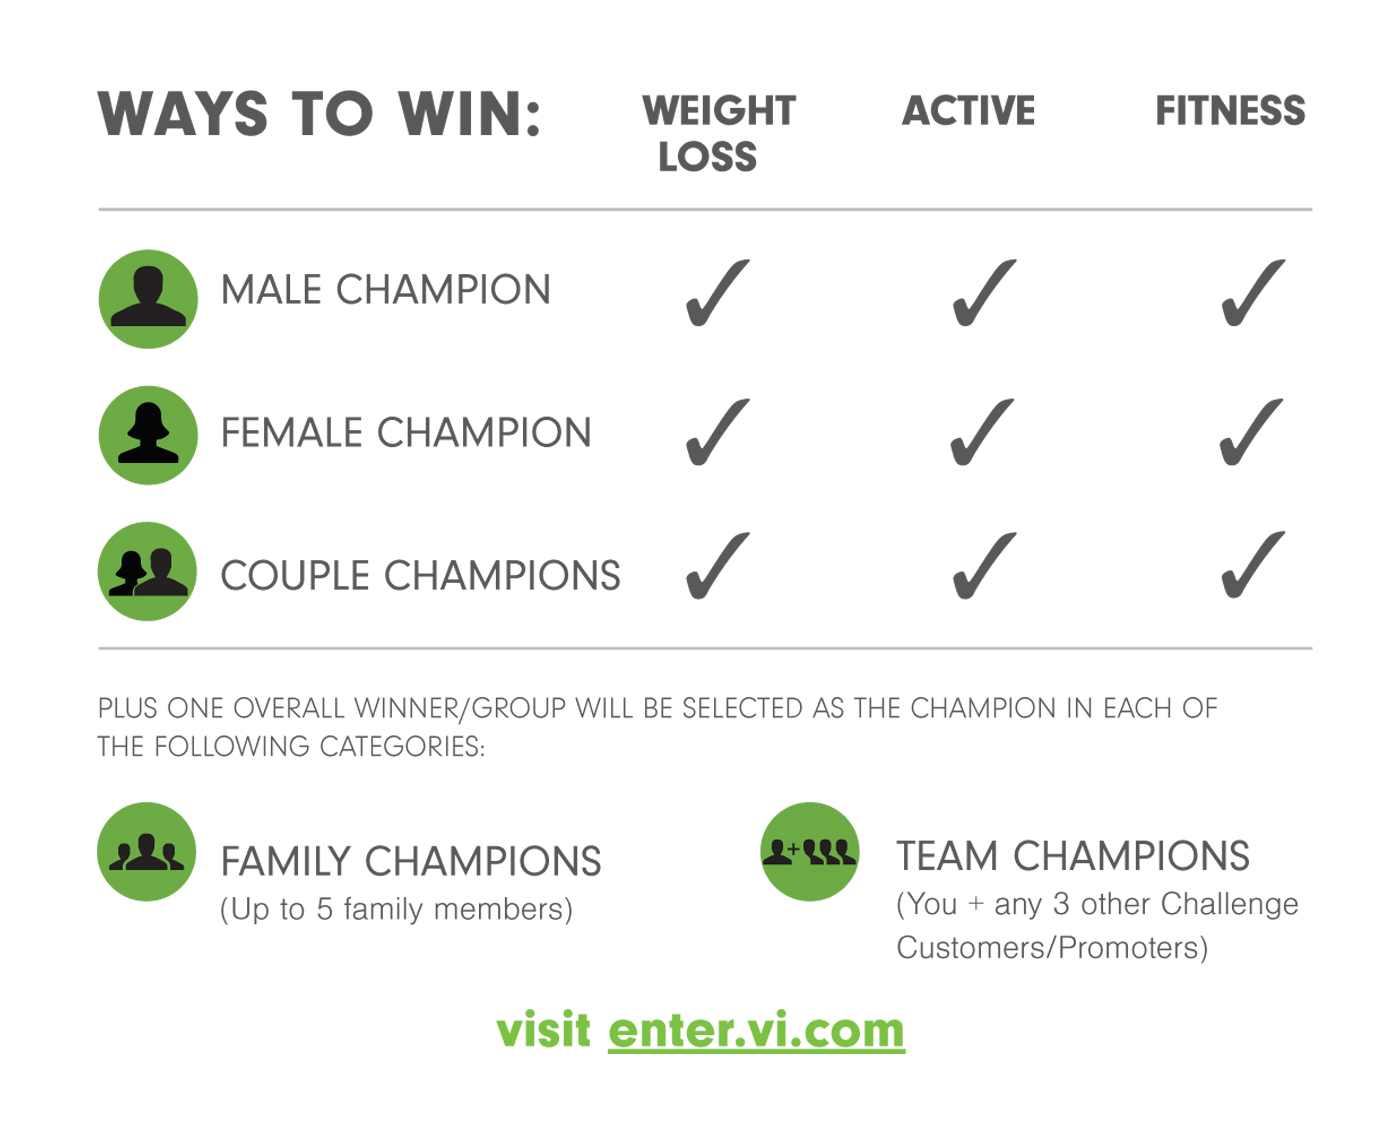 WAYS TO WIN:
WEIGHT
LOSS
ACTIVE
FITNESS
MALE CHAMPION ✓ ✓ ✓
FEMALE CHAMPION ✓ ✓ ✓
COUPLE CHAMPIONS ✓ ✓ ✓
PLUS ONE OVERALL WINNER/GROUP WILL BE SELECTED AS THE CHAMPION IN EACH OF
THE FOLLOWING CATEGORIES:
FAMILY CHAMPIONS
(Up to 5 family members)
TEAM CHAMPIONS
(You + any 3 other Challenge
Customers/Promoters)
visit enter.vi.com